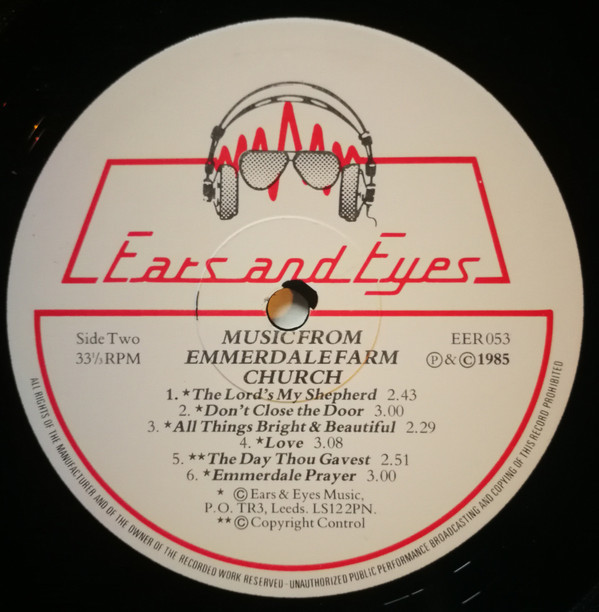 Ears and Eyes
Side Two
33⅓ RPM
MUSIC FROM
EMMERDALE FARM
CHURCH
EER 053
Ⓟ & Ⓒ 1985
1. *The Lord's My Shepherd 2.43
2. *Don't Close the Door 3.00
3. *All Things Bright & Beautiful 2.29
4. *Love 3.08
5. **The Day Thou Gavest 2.51
6. *Emmerdale Prayer 3.00
* Ⓒ Ears & Eyes Music,
P.O. TR3, Leeds. LS12 2PN.
** Ⓒ Copyright Control
ALL RIGHTS OF THE MANUFACTURER AND OF THE OWNER OF THE RECORDED WORK RESERVED · UNAUTHORIZED PUBLIC PERFORMANCE BROADCASTING AND COPYING OF THIS RECORD PROHIBITED